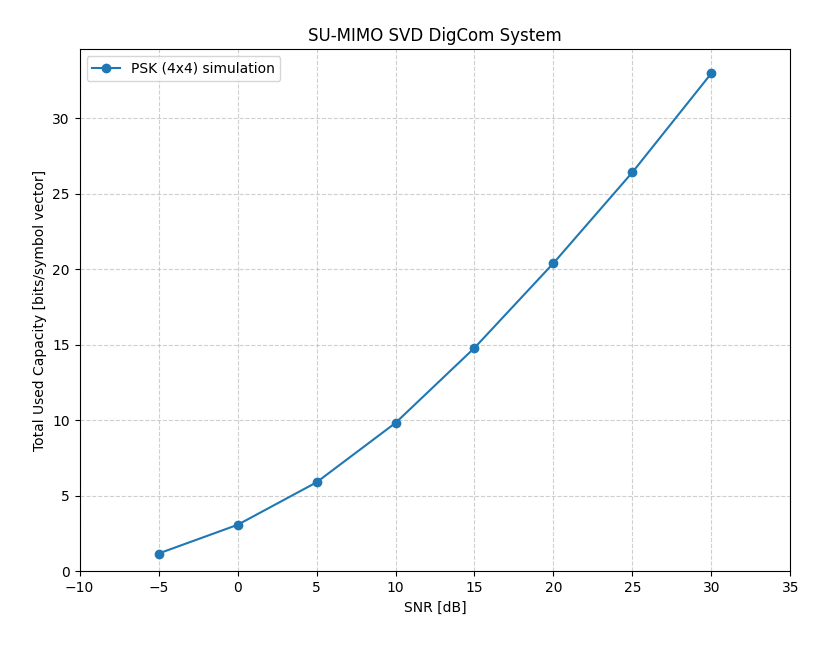 SU-MIMO SVD DigCom System
PSK (4x4) simulation
Total Used Capacity [bits/symbol vector]
30
25
20
15
10
5
0
−10 −5 0 5 10 15 20 25 30 35
SNR [dB]